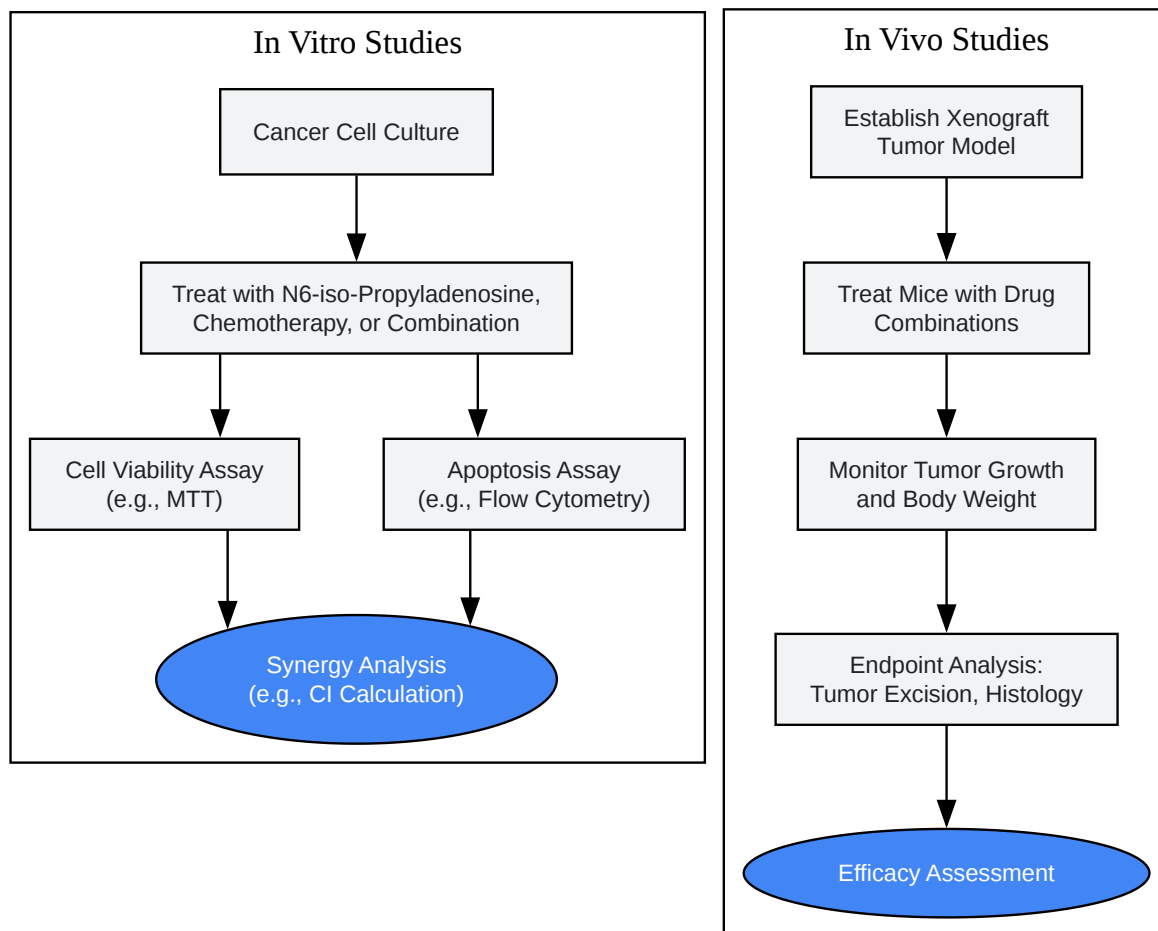 In Vitro Studies
Cancer Cell Culture
Treat with N6-iso-Propyladenosine,
Chemotherapy, or Combination
Cell Viability Assay
(e.g., MTT)
Apoptosis Assay
(e.g., Flow Cytometry)
Synergy Analysis
(e.g., CI Calculation)
In Vivo Studies
Establish Xenograft
Tumor Model
Treat Mice with Drug
Combinations
Monitor Tumor Growth
and Body Weight
Endpoint Analysis:
Tumor Excision, Histology
Efficacy Assessment